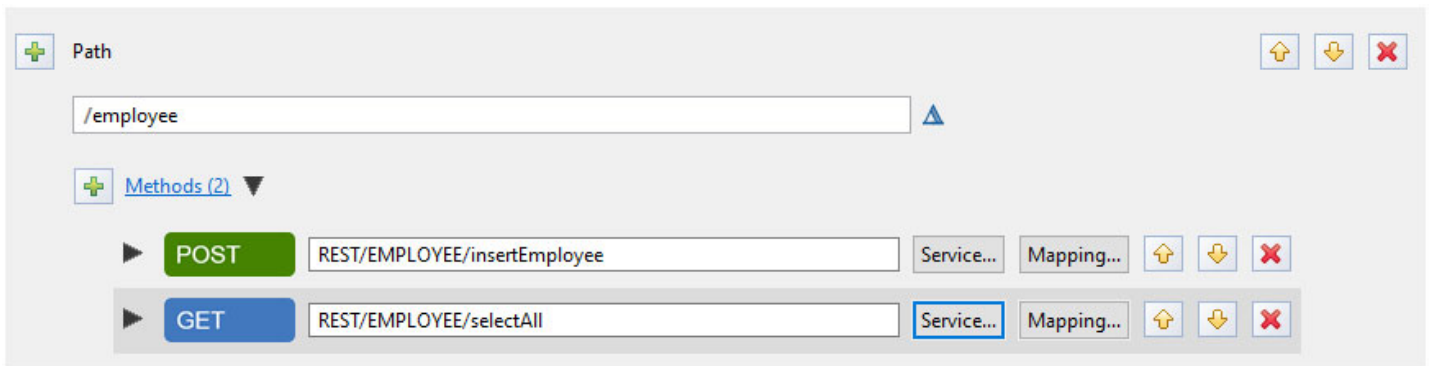 Path
/employee
Methods (2)
POST REST/EMPLOYEE/insertEmployee Service... Mapping...
GET REST/EMPLOYEE/selectAll Service... Mapping...